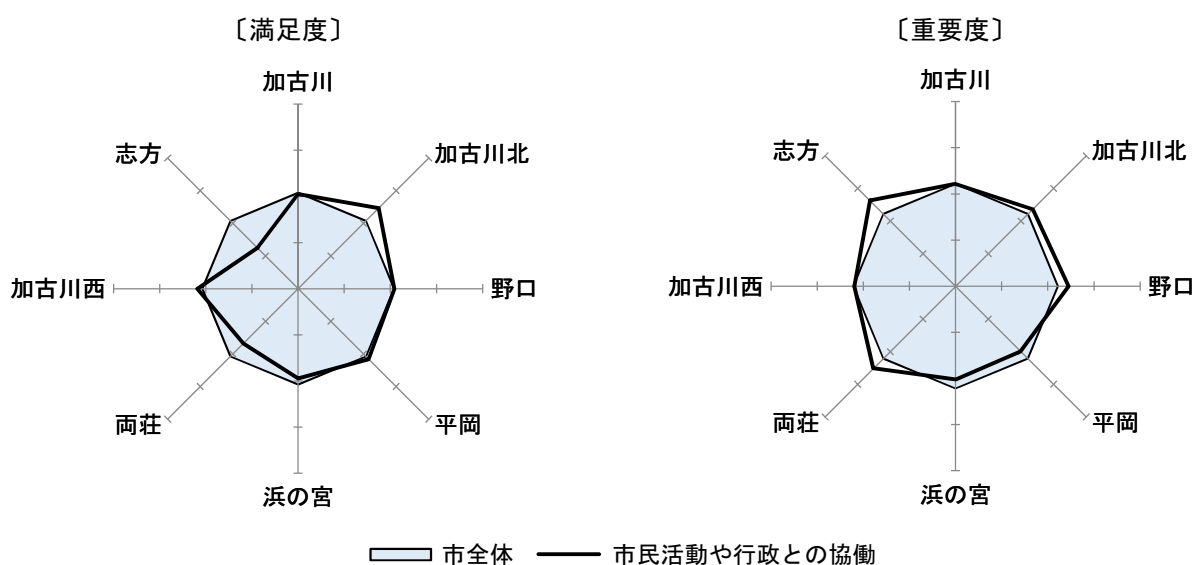 〔満足度〕
加古川
加古川北
野口
平岡
浜の宮
両荘
加古川西
志方
〔重要度〕
加古川
加古川北
野口
平岡
浜の宮
両荘
加古川西
志方
市全体
市民活動や行政との協働